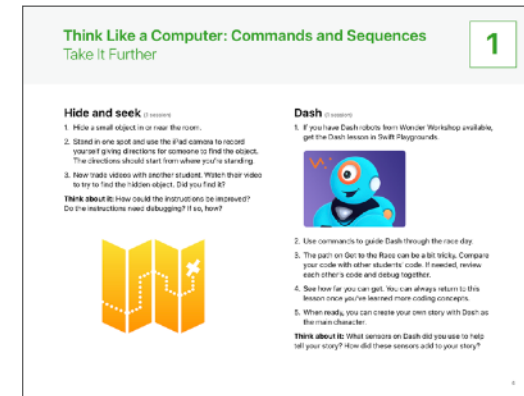 Think Like a Computer: Commands and Sequences
Take It Further
1
Hide and seek (1 session)
1. Hide a small object in or near the room.
2. Stand in one spot and use the iPad camera to record
yourself giving directions for someone to find the object.
The directions should start from where you're standing.
3. Now trade videos with another student. Watch their video
to try to find the hidden object. Did you find it?
Think about it: How could the instructions be improved?
Do the instructions need debugging? If so, how?
Dash
1. If you have Dash robots from Wonder Workshop available,
get the Dash lesson in Swift Playgrounds.
2. Use commands to guide Dash through the race day.
3. The path on Get to the Race can be a bit tricky. Compare
your code with other students' code. If needed, review
each other's code and debug together.
4. See how far you can get. You can always return to this
lesson once you've learned more coding concepts.
5. When ready, you can create your own story with Dash as
the main character.
Think about it: What sensors on Dash did you use to help
tell your story? How did these sensors add to your story?